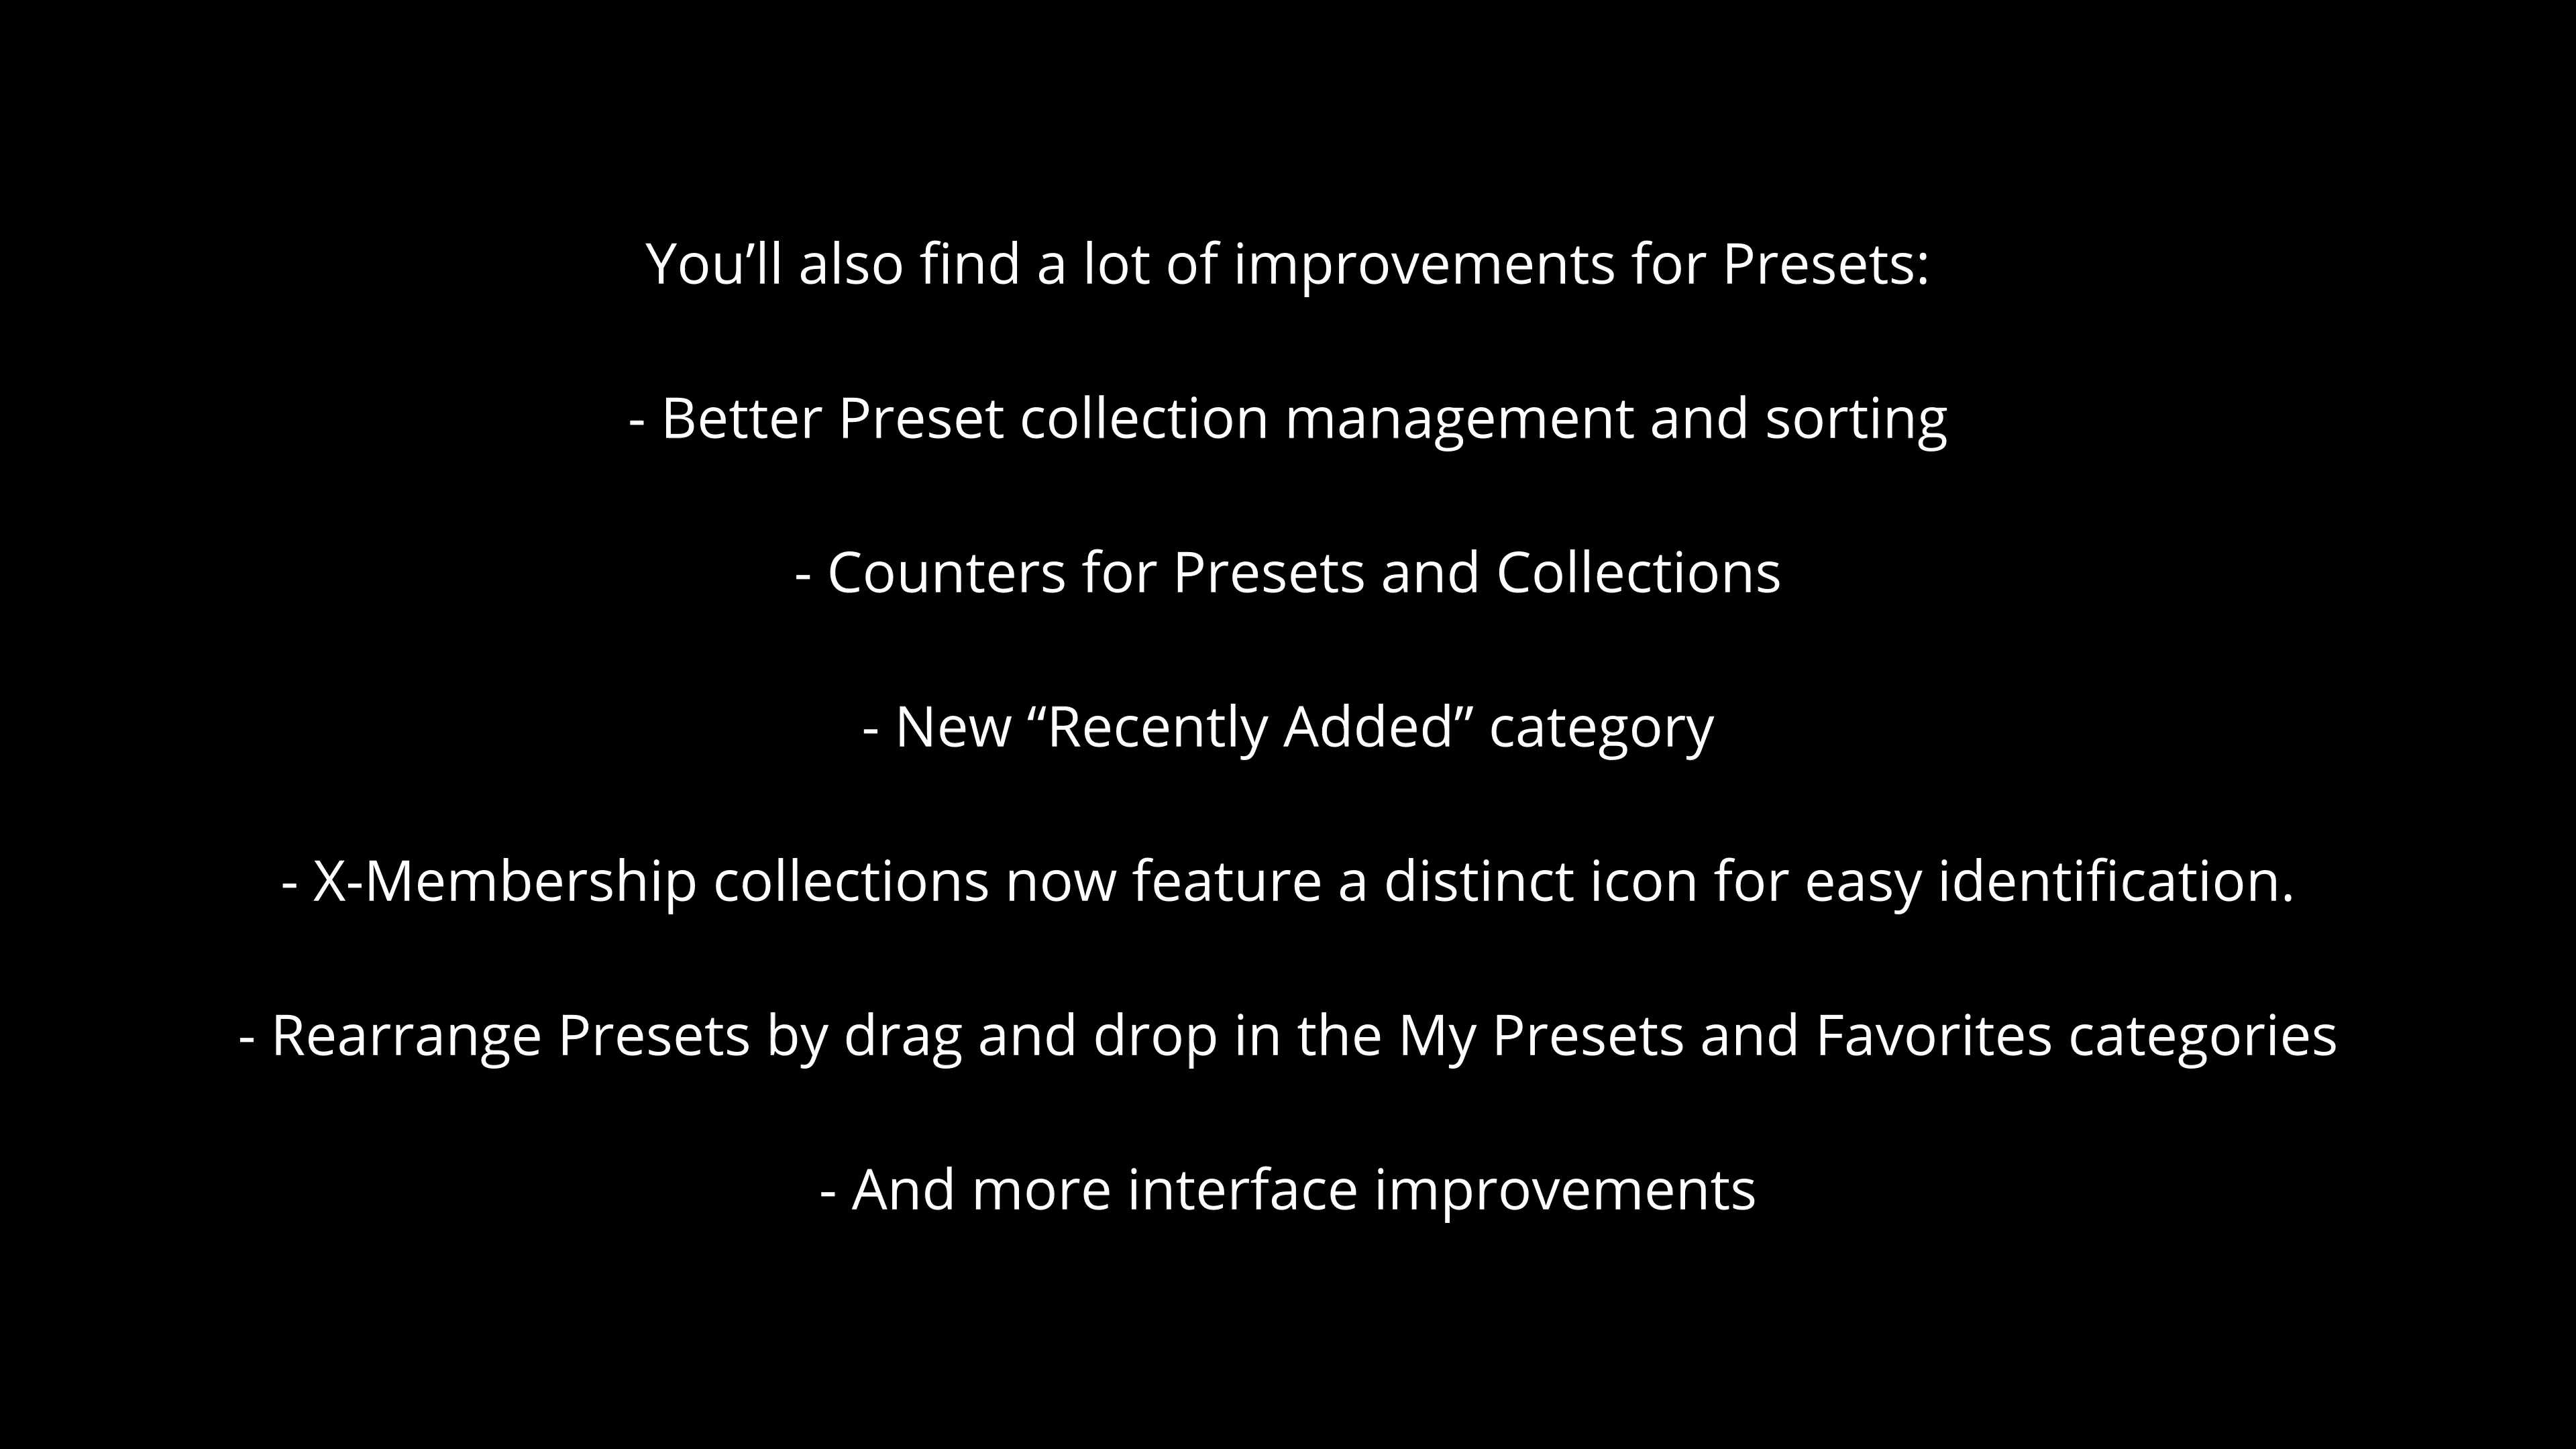 You’ll also find a lot of improvements for Presets:
- Better Preset collection management and sorting
- Counters for Presets and Collections
- New “Recently Added” category
- X-Membership collections now feature a distinct icon for easy identification.
- Rearrange Presets by drag and drop in the My Presets and Favorites categories
- And more interface improvements